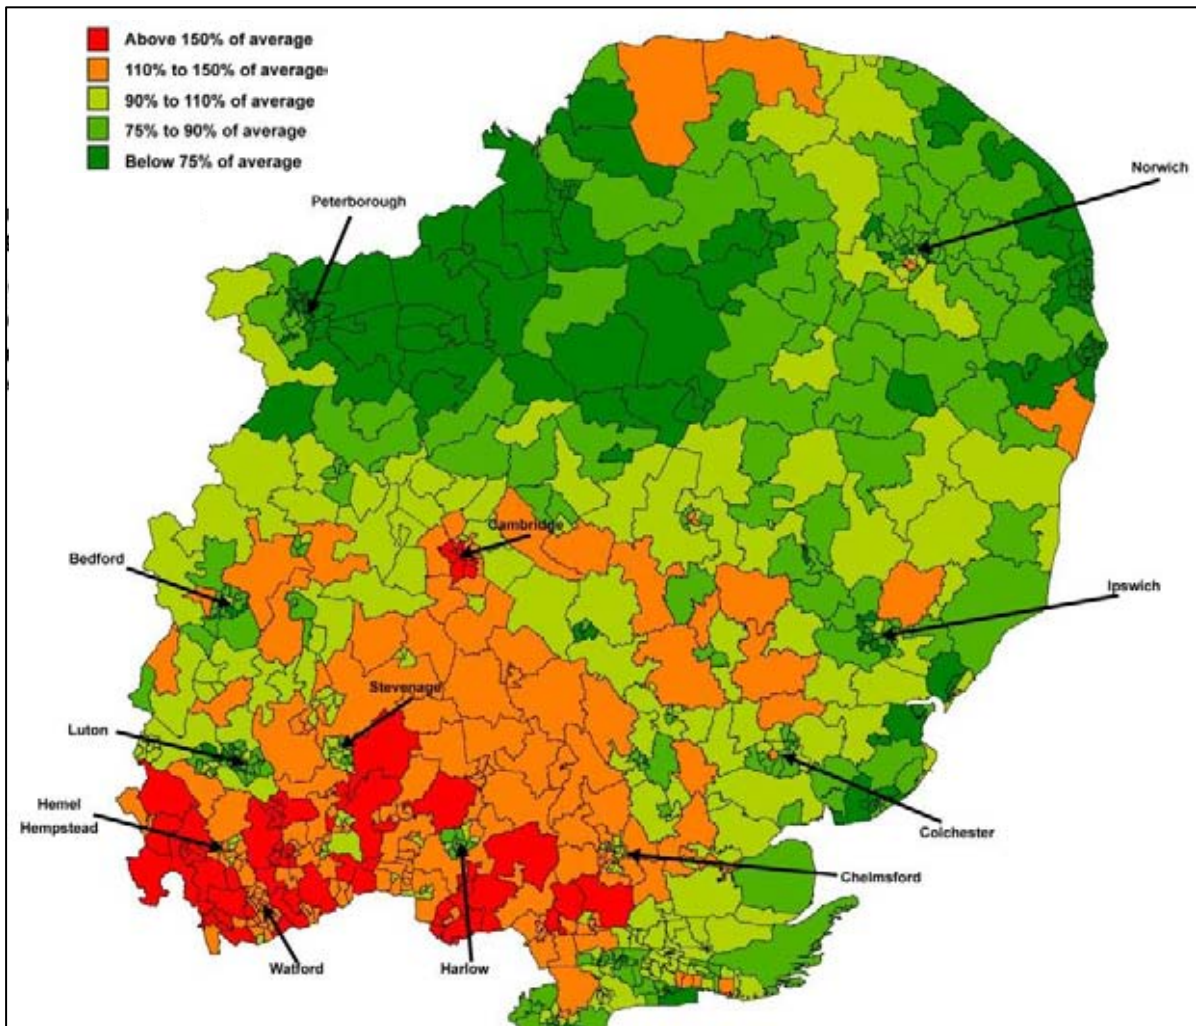 Above 150% of average
110% to 150% of average
90% to 110% of average
75% to 90% of average
Below 75% of average
Norwich
Peterborough
Cambridge
Bedford
Ipswich
Stevenage
Luton
Hemel
Hempstead
Colchester
Chelmsford
Watford
Harlow